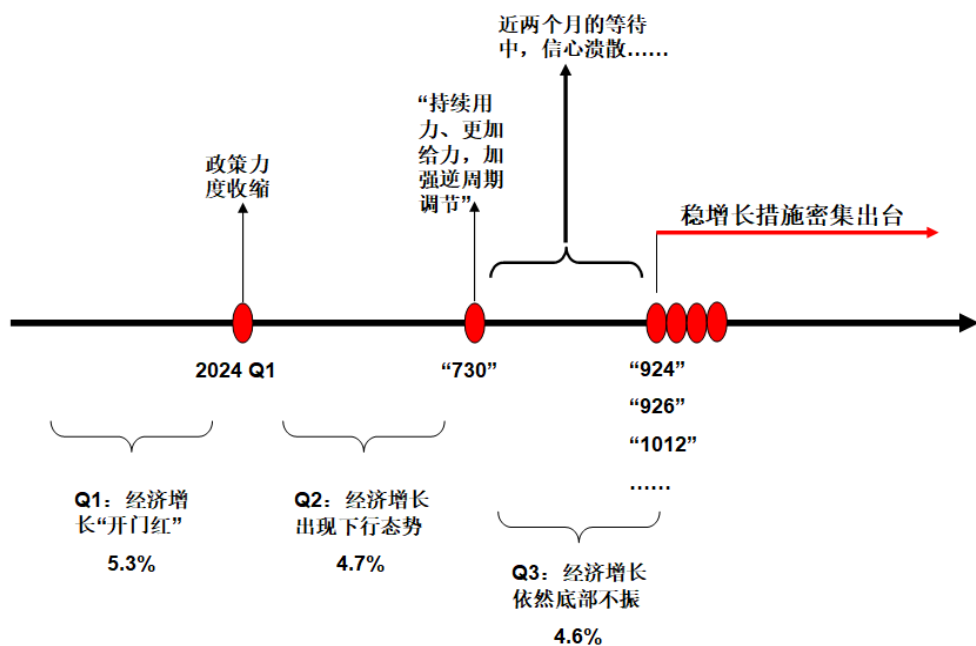 近两个月的等待
中，信心溃散……
“持续用
力、更加
给力，加
强逆周期
调节”
政策力
度收缩
稳增长措施密集出台
2024 Q1
“730”
“924”
“926”
“1012”
……
Q1：经济增
长“开门红”
5.3%
Q2：经济增长
出现下行态势
4.7%
Q3：经济增长
依然底部不振
4.6%